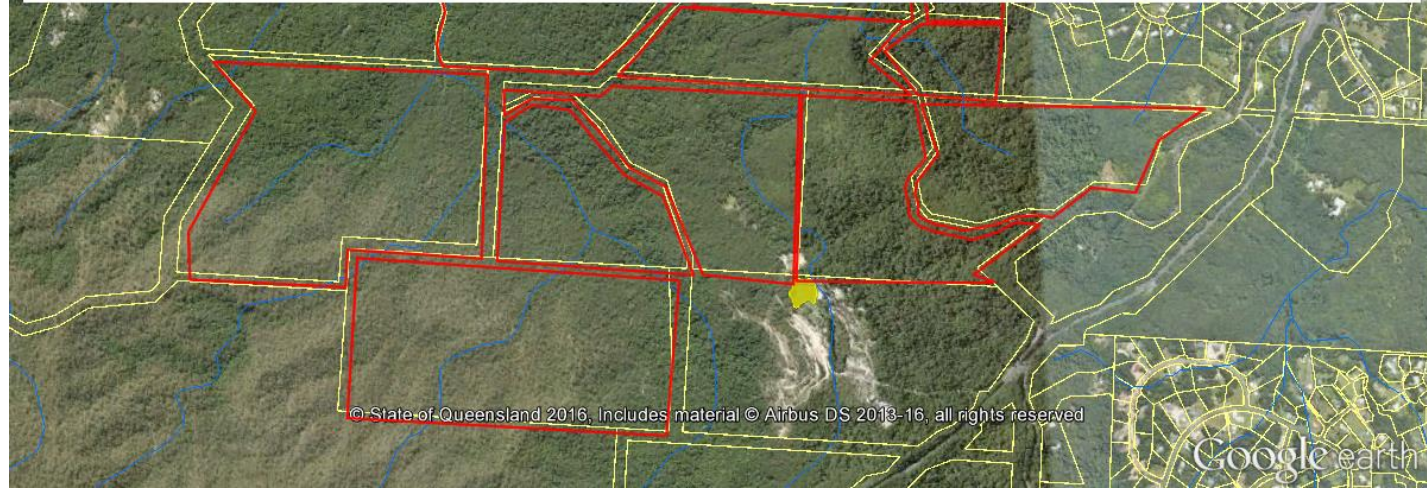 © State of Queensland 2016, Includes material © Airbus DS 2013-16, all rights reserved
Google earth